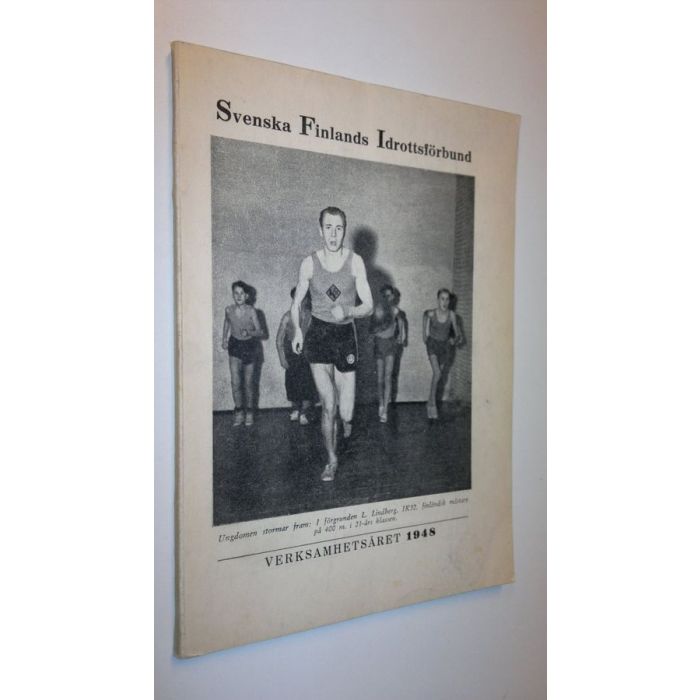 Svenska Finlands Idrottsförbund
Ungdomen stormar fram: I förgrunden L. Lindberg, IK32, finländsk mästare
på 400 m. i 21-års klassen.
VERKSAMHETSÅRET 1948